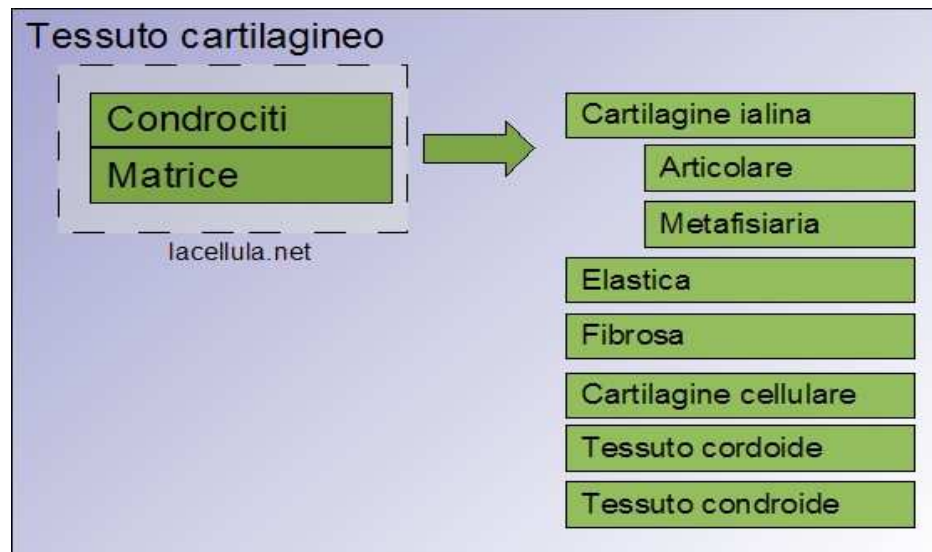 Tessuto cartilagineo
Condrociti
Matrice
lacellula.net
Cartilagine ialina
Articolare
Metafisiaria
Elastica
Fibrosa
Cartilagine cellulare
Tessuto cordoide
Tessuto condroide